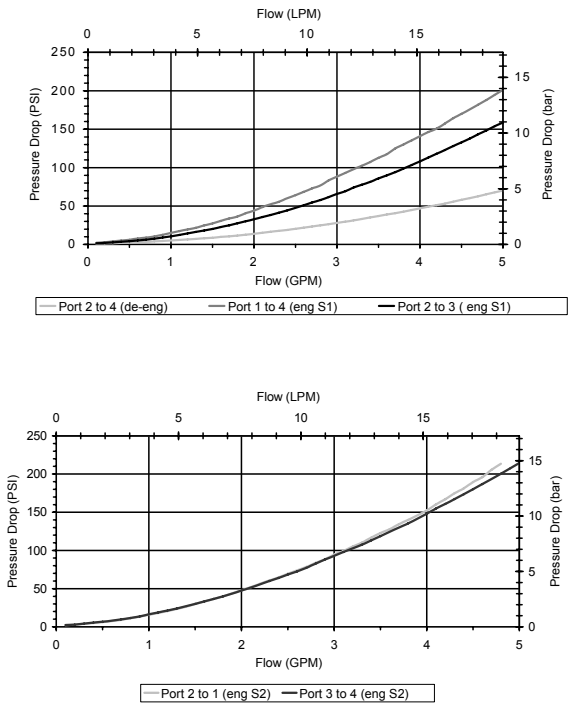 Flow (LPM)
0 5 10 15
250
200
150
100
50
0
Pressure Drop (PSI)
15
10
5
0
Pressure Drop (bar)
0 1 2 3 4 5
Flow (GPM)
Port 2 to 4 (de-eng) Port 1 to 4 (eng S1) Port 2 to 3 ( eng S1)
Flow (LPM)
0 5 10 15
250
200
150
100
50
0
Pressure Drop (PSI)
15
10
5
0
Pressure Drop (bar)
0 1 2 3 4 5
Flow (GPM)
Port 2 to 1 (eng S2) Port 3 to 4 (eng S2)